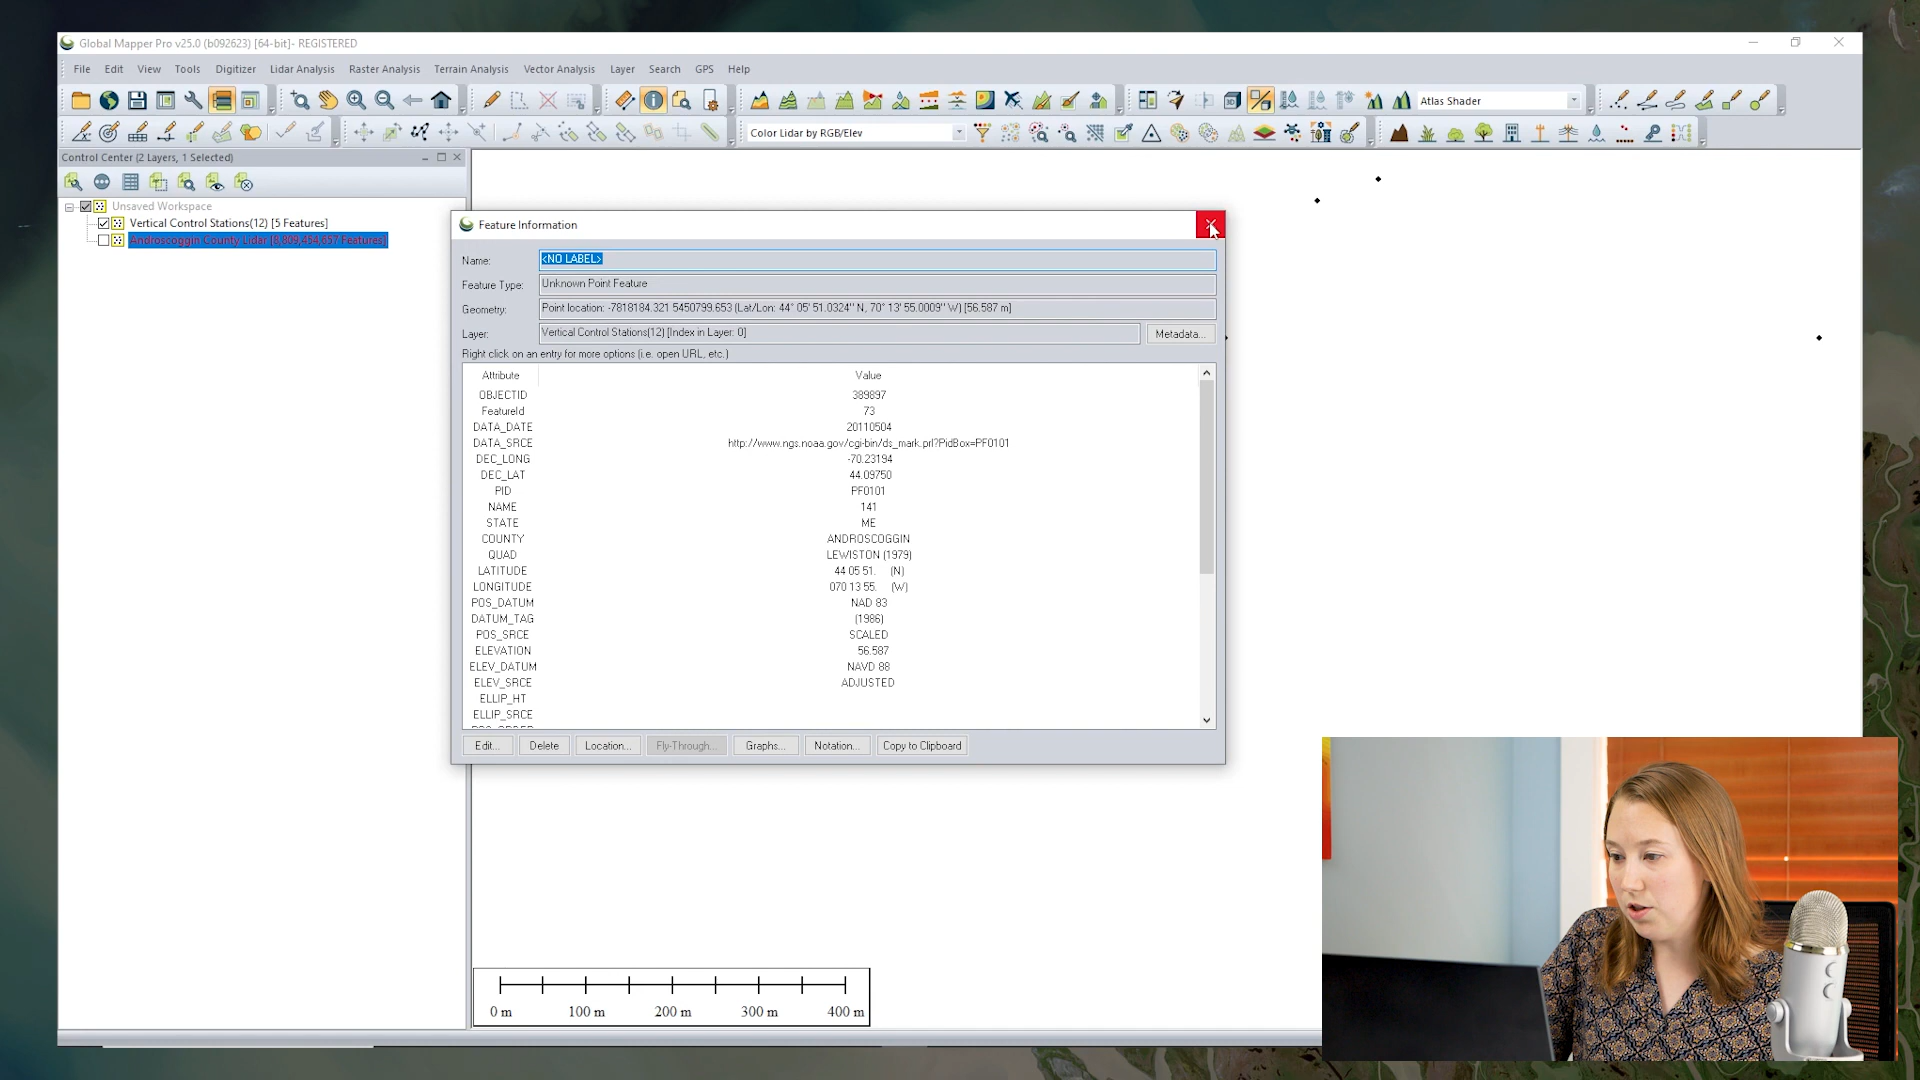 Global Mapper Pro v25.0 (b092623) [64-bit]- REGISTERED
File Edit View Tools Digitizer Lidar Analysis Raster Analysis Terrain Analysis Vector Analysis Layer Search GPS Help
Atlas Shader
Color Lidar by RGB/Elev
Control Center (2 Layers, 1 Selected)
Unsaved Workspace
Vertical Control Stations(12) [5 Features]
Androscoggin County Lidar [8,809,454,657 Features]
Feature Information
Name: <NO LABEL>
Feature Type: Unknown Point Feature
Geometry: Point location: -7818184.321 5450799.653 (Lat/Lon: 44° 05' 51.0324" N, 70° 13' 55.0009" W) [56.587 m]
Layer: Vertical Control Stations(12) [Index in Layer: 0] Metadata...
Right click on an entry for more options (i.e. open URL, etc.)
Attribute Value
OBJECTID 389897
FeatureId 73
DATA_DATE 20110504
DATA_SRCE http://www.ngs.noaa.gov/cgi-bin/ds_mark.prl?PidBox=PF0101
DEC_LONG -70.23194
DEC_LAT 44.09750
PID PF0101
NAME 141
STATE ME
COUNTY ANDROSCOGGIN
QUAD LEWISTON (1979)
LATITUDE 44 05 51. (N)
LONGITUDE 070 13 55. (W)
POS_DATUM NAD 83
DATUM_TAG (1986)
POS_SRCE SCALED
ELEVATION 56.587
ELEV_DATUM NAVD 88
ELEV_SRCE ADJUSTED
ELLIP_HT
ELLIP_SRCE
Edit... Delete Location... Fly-Through... Graphs... Notation... Copy to Clipboard
0 m 100 m 200 m 300 m 400 m